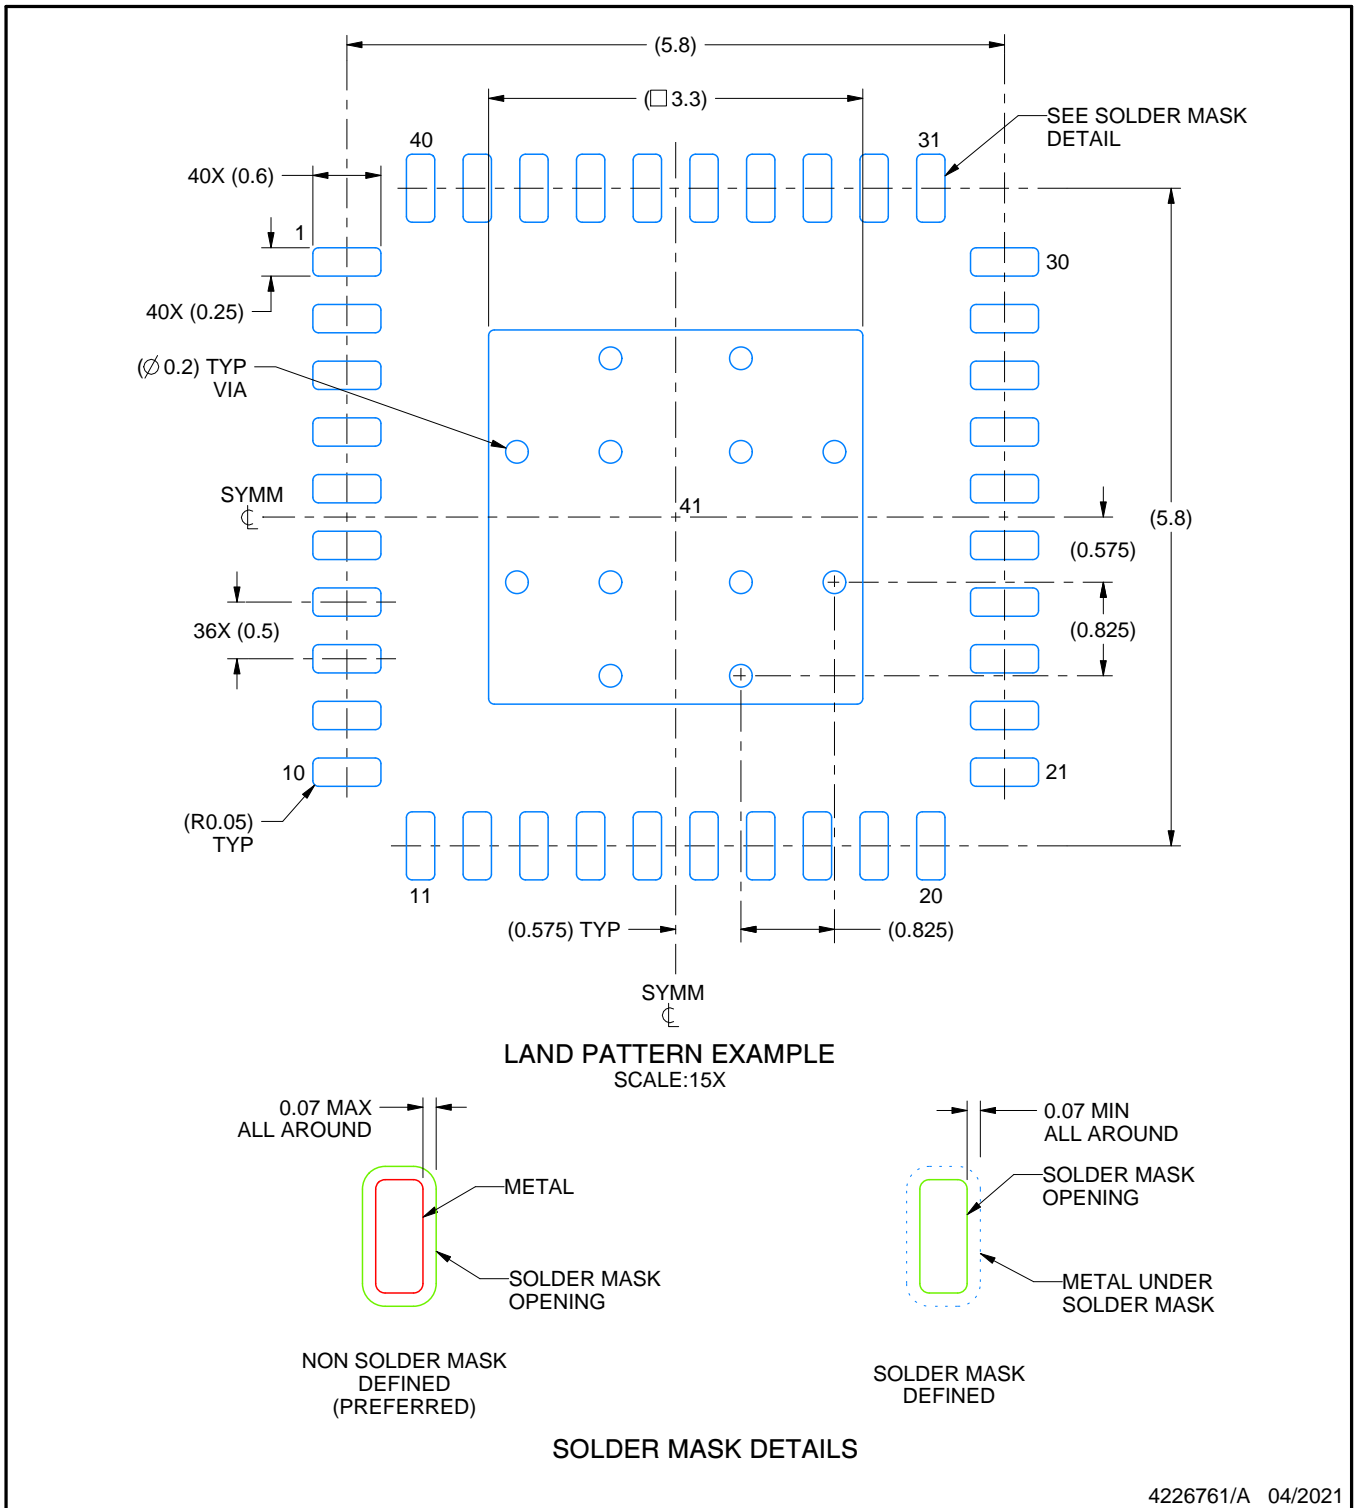 (5.8)
(□ 3.3)
SEE SOLDER MASK
DETAIL
40
31
40X (0.6)
1
30
40X (0.25)
(∅ 0.2) TYP
VIA
SYMM
℄
41
(5.8)
(0.575)
36X (0.5)
(0.825)
10
21
(R0.05)
TYP
11
20
(0.575) TYP
(0.825)
SYMM
℄
LAND PATTERN EXAMPLE
SCALE:15X
0.07 MAX
ALL AROUND
METAL
SOLDER MASK
OPENING
NON SOLDER MASK
DEFINED
(PREFERRED)
0.07 MIN
ALL AROUND
SOLDER MASK
OPENING
METAL UNDER
SOLDER MASK
SOLDER MASK
DEFINED
SOLDER MASK DETAILS
4226761/A 04/2021